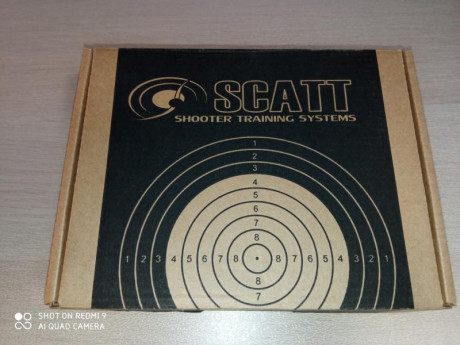 SCATT
SHOOTER TRAINING SYSTEMS
1
2
3
4
5
6
7
8
1 2 3 4 5 6 7 8 8 7 6 5 4 3 2 1
8
7
SHOT ON REDMI 9
AI QUAD CAMERA